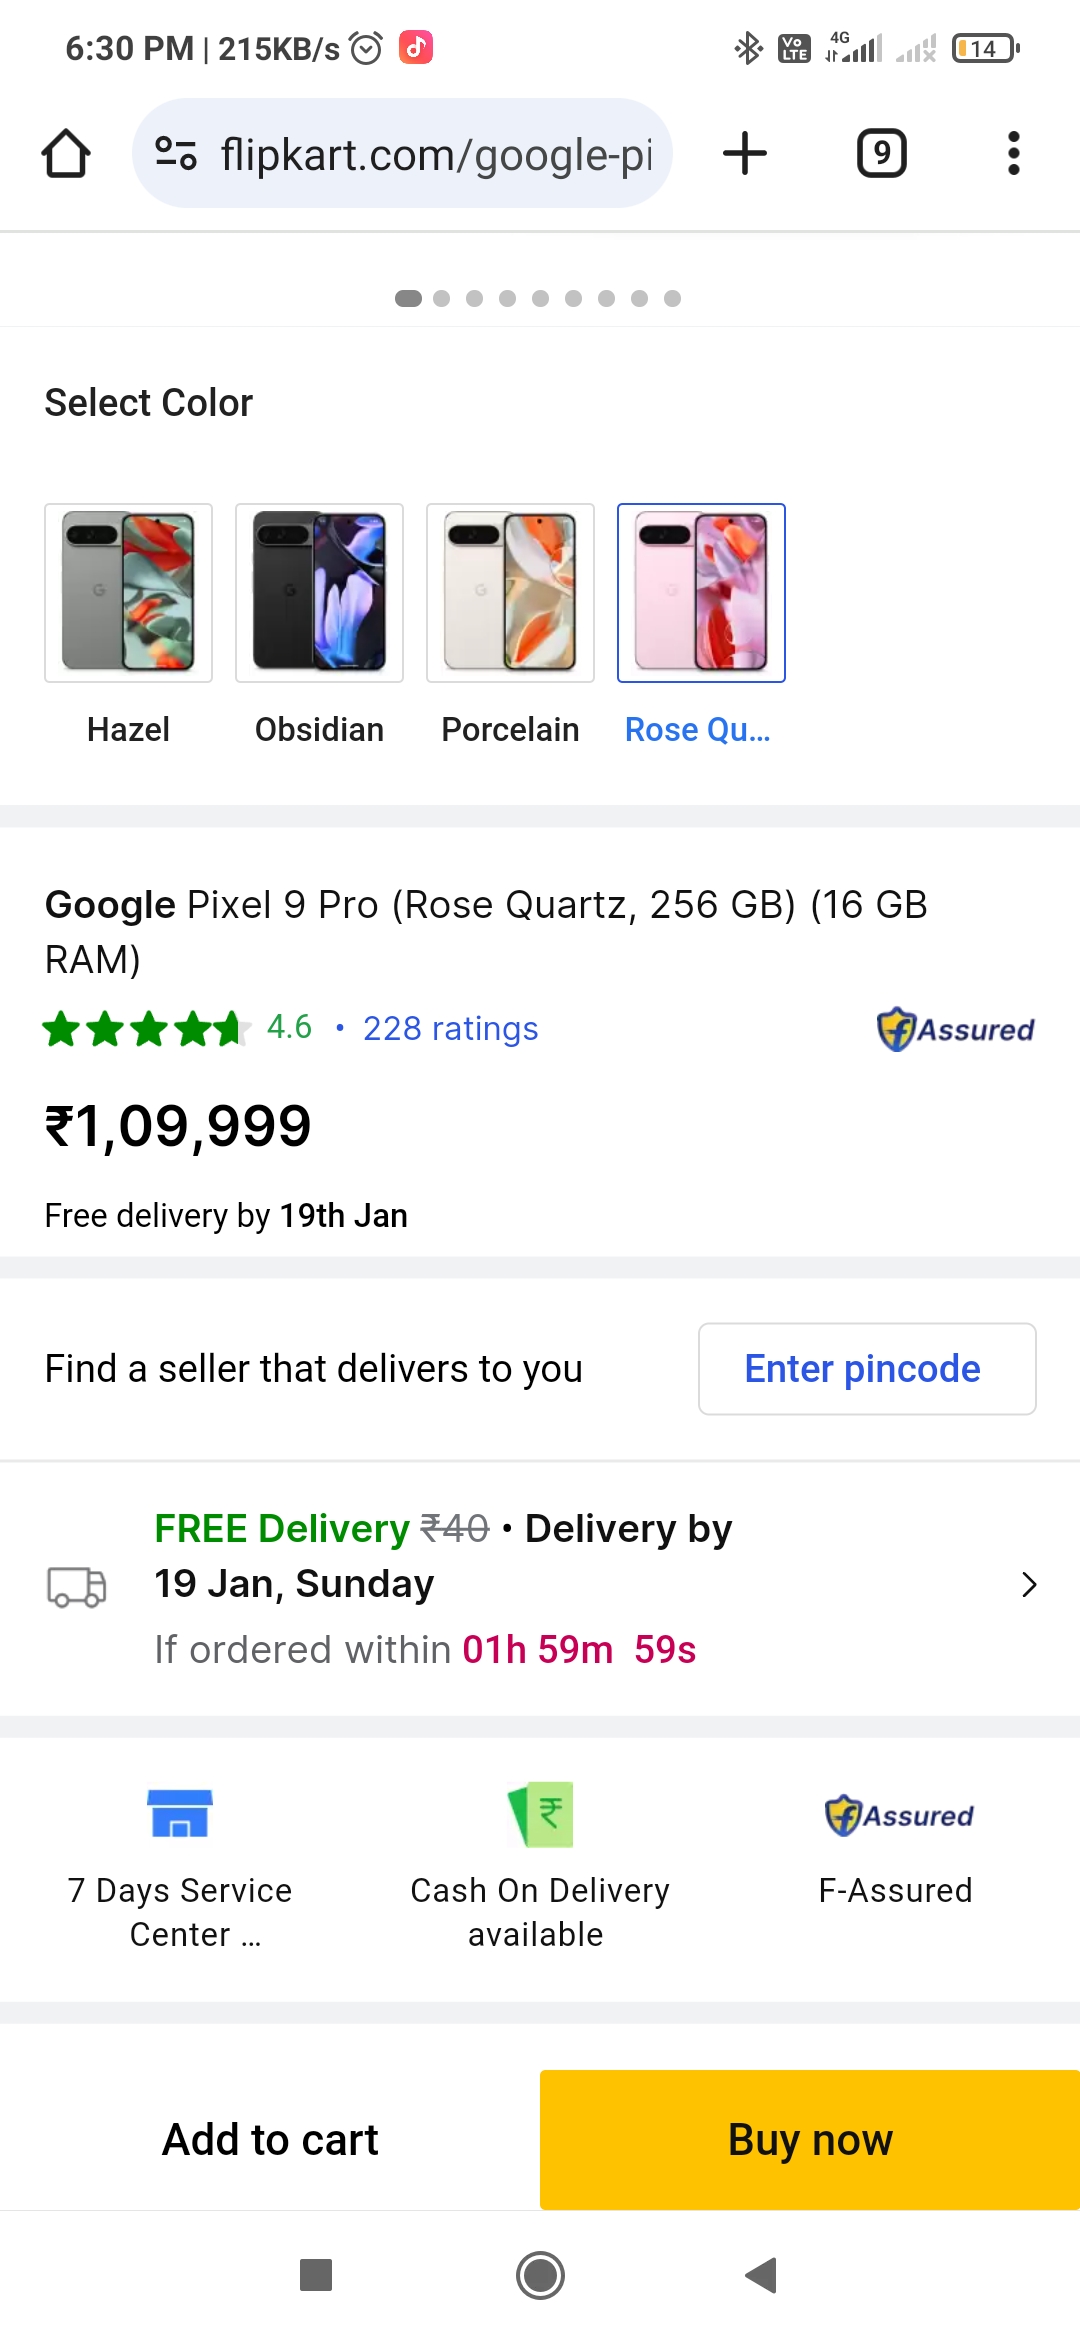 6:30 PM | 215KB/s
Vo LTE 4G 14
flipkart.com/google-pi
9
Select Color
Hazel Obsidian Porcelain Rose Qu...
Google Pixel 9 Pro (Rose Quartz, 256 GB) (16 GB
RAM)
4.6 • 228 ratings
Assured
₹1,09,999
Free delivery by 19th Jan
Find a seller that delivers to you
Enter pincode
FREE Delivery ₹40 • Delivery by
19 Jan, Sunday
If ordered within 01h 59m 59s
₹
Assured
7 Days Service
Center ...
Cash On Delivery
available
F-Assured
Add to cart
Buy now